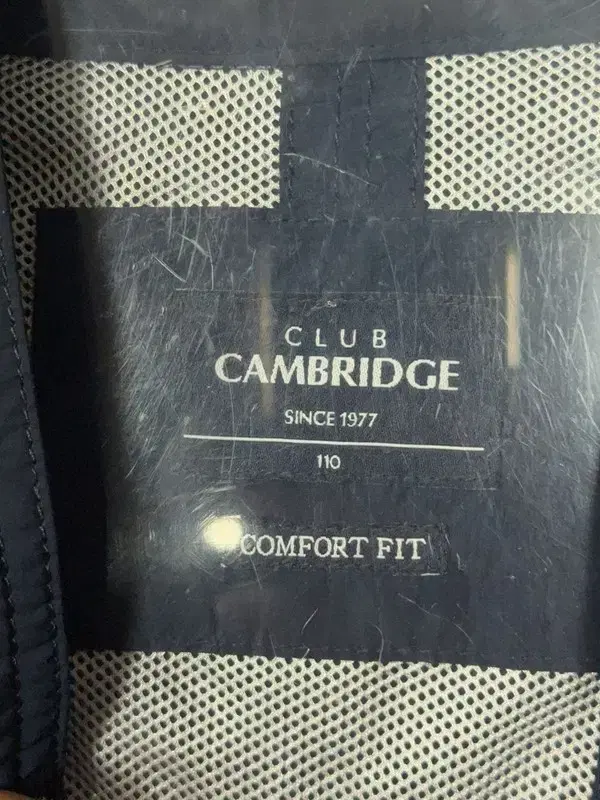 CLUB
CAMBRIDGE
SINCE 1977
110
COMFORT FIT